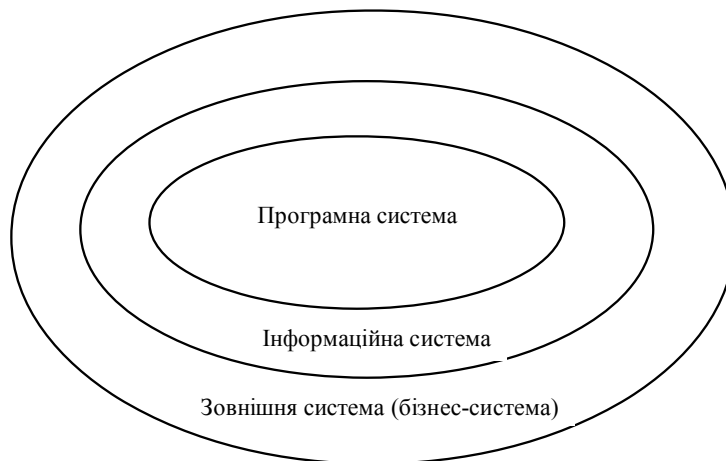 Програмна система
Інформаційна система
Зовнішня система (бізнес-система)